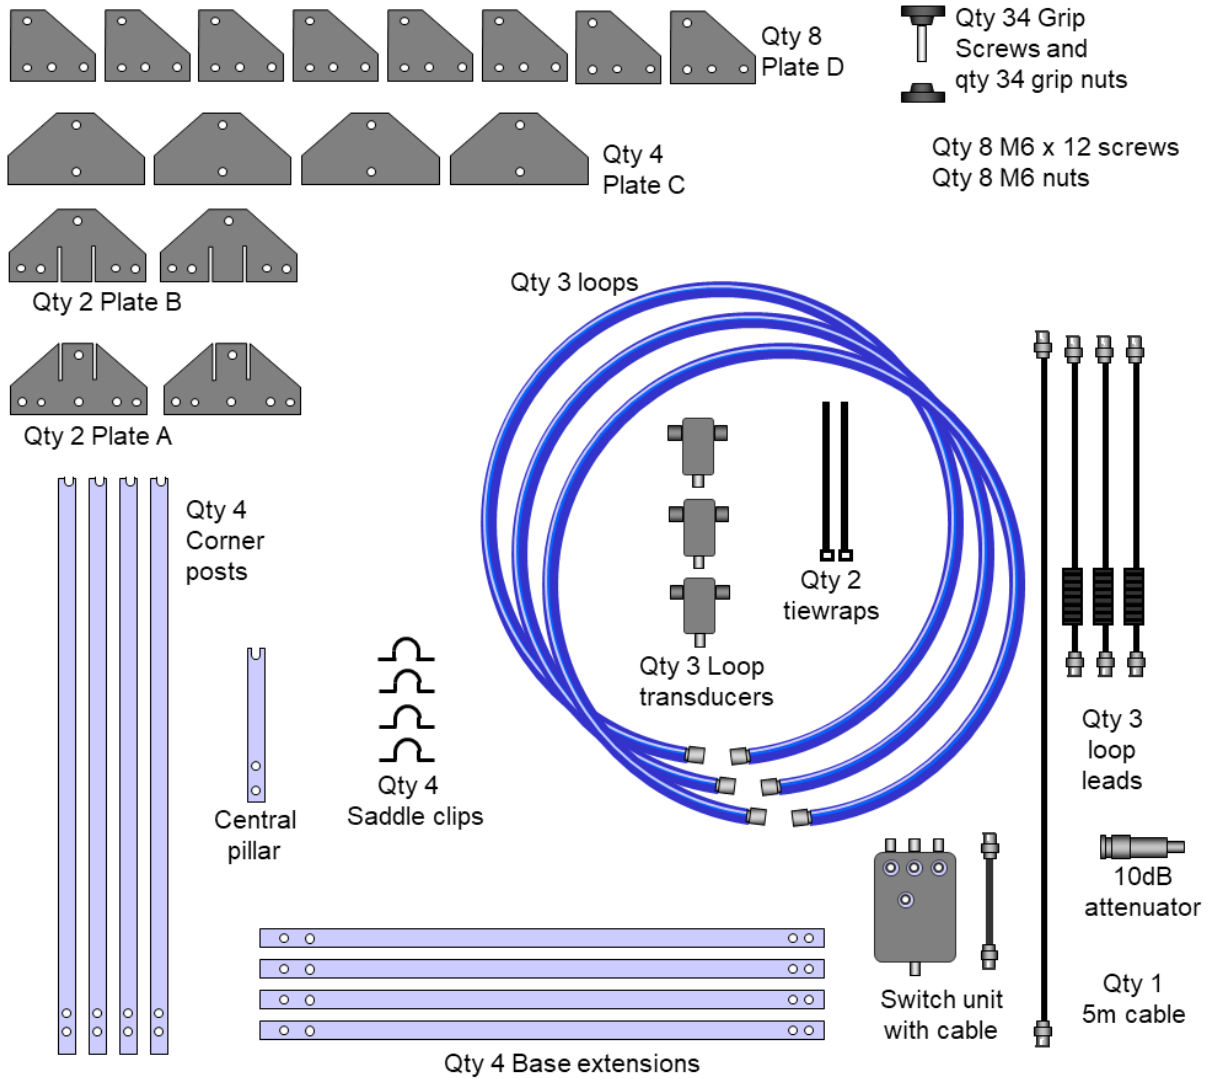 Qty 8
Plate D
Qty 34 Grip
Screws and
qty 34 grip nuts
Qty 4
Plate C
Qty 8 M6 x 12 screws
Qty 8 M6 nuts
Qty 2 Plate B
Qty 3 loops
Qty 2 Plate A
Qty 4
Corner
posts
Qty 2
tiewraps
Qty 3 Loop
transducers
Qty 3
loop
leads
Central
pillar
Qty 4
Saddle clips
10dB
attenuator
Switch unit
with cable
Qty 1
5m cable
Qty 4 Base extensions